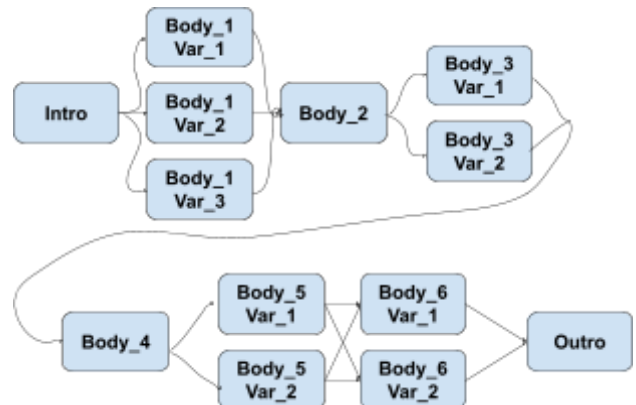 Body_1
Var_1
Intro
Body_1
Var_2
Body_1
Var_3
Body_2
Body_3
Var_1
Body_3
Var_2
Body_4
Body_5
Var_1
Body_5
Var_2
Body_6
Var_1
Body_6
Var_2
Outro